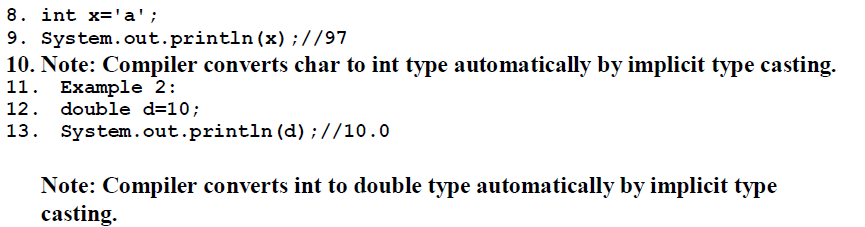 8. int x='a';
9. System.out.println(x);//97
10. Note: Compiler converts char to int type automatically by implicit type casting.
11. Example 2:
12. double d=10;
13. System.out.println(d);//10.0
Note: Compiler converts int to double type automatically by implicit type
casting.